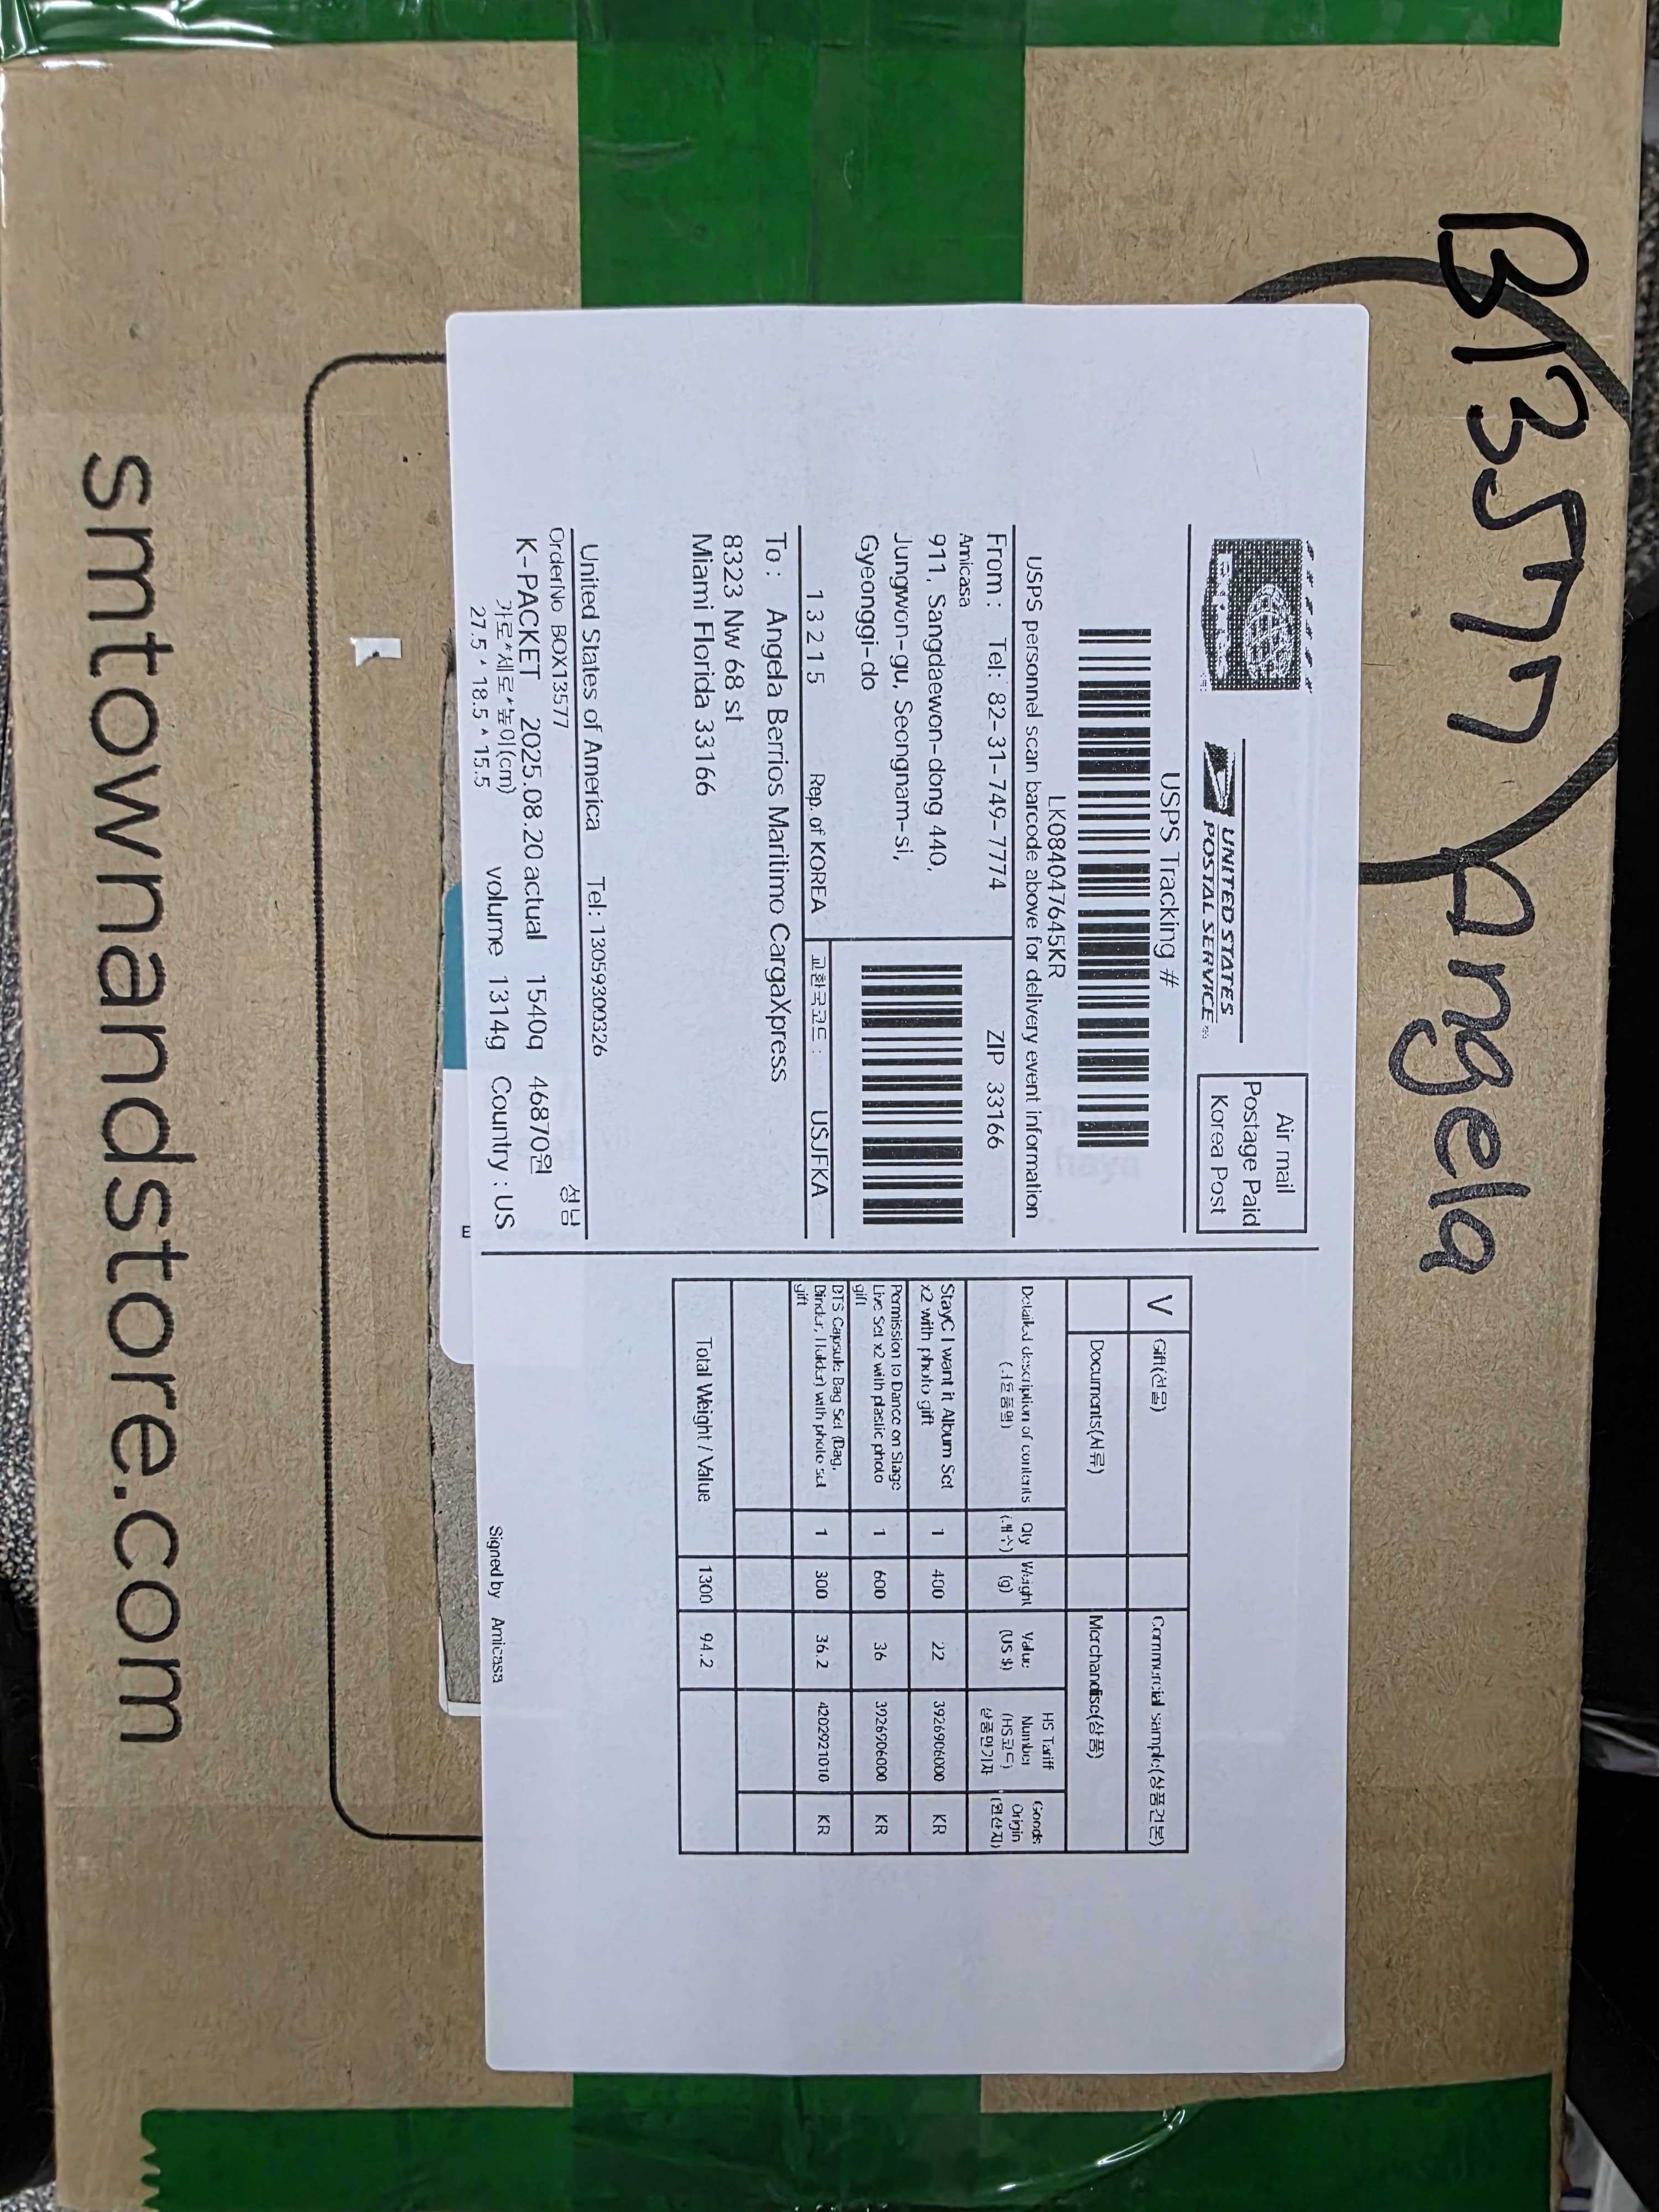 B13577 Angela
UNITED STATES
POSTAL SERVICE
Air mail
Postage Paid
Korea Post
USPS Tracking #
LK084047645KR
USPS personnel scan barcode above for delivery event information
From : Tel: 82-31-749-7774
ZIP 33166
Amicasa
911, Sangdaewon-dong 440,
Jungwon-gu, Seongnam-si,
Gyeonggi-do
13215 Rep. of KOREA
교환국코드 : USJFKA
To : Angela Berrios Maritimo CargaXpress
8323 Nw 68 st
Miami Florida 33166
United States of America Tel: 13059300326
OrderNo BOX13577
성남
K-PACKET 2025.08.20 actual 1540g 46870원
가로*세로*높이(cm) volume 1314g Country : US
27.5 * 18.5 * 15.5
E
V Gift(선물) Commercial sample(상품견본)
Documents(서류) Merchandise(상품)
Detailed description of contents Qty (개수) Weight (g) Value (US $) HS Tariff Number (HS코드) Goods Origin (원산지)
StayC I want it Album Set 1 400 22 3926906000 KR
x2 with photo gift
Permission to Dance on Stage 1 600 36 3926906000 KR
Live Set x2 with plastic photo
gift
BTS Capsule Bag Set (Bag, 1 300 36.2 4202921010 KR
Binder, Holder) with photo set
gift
Total Weight / Value 1300 94.2
Signed by Amicasa
smtownandstore.com